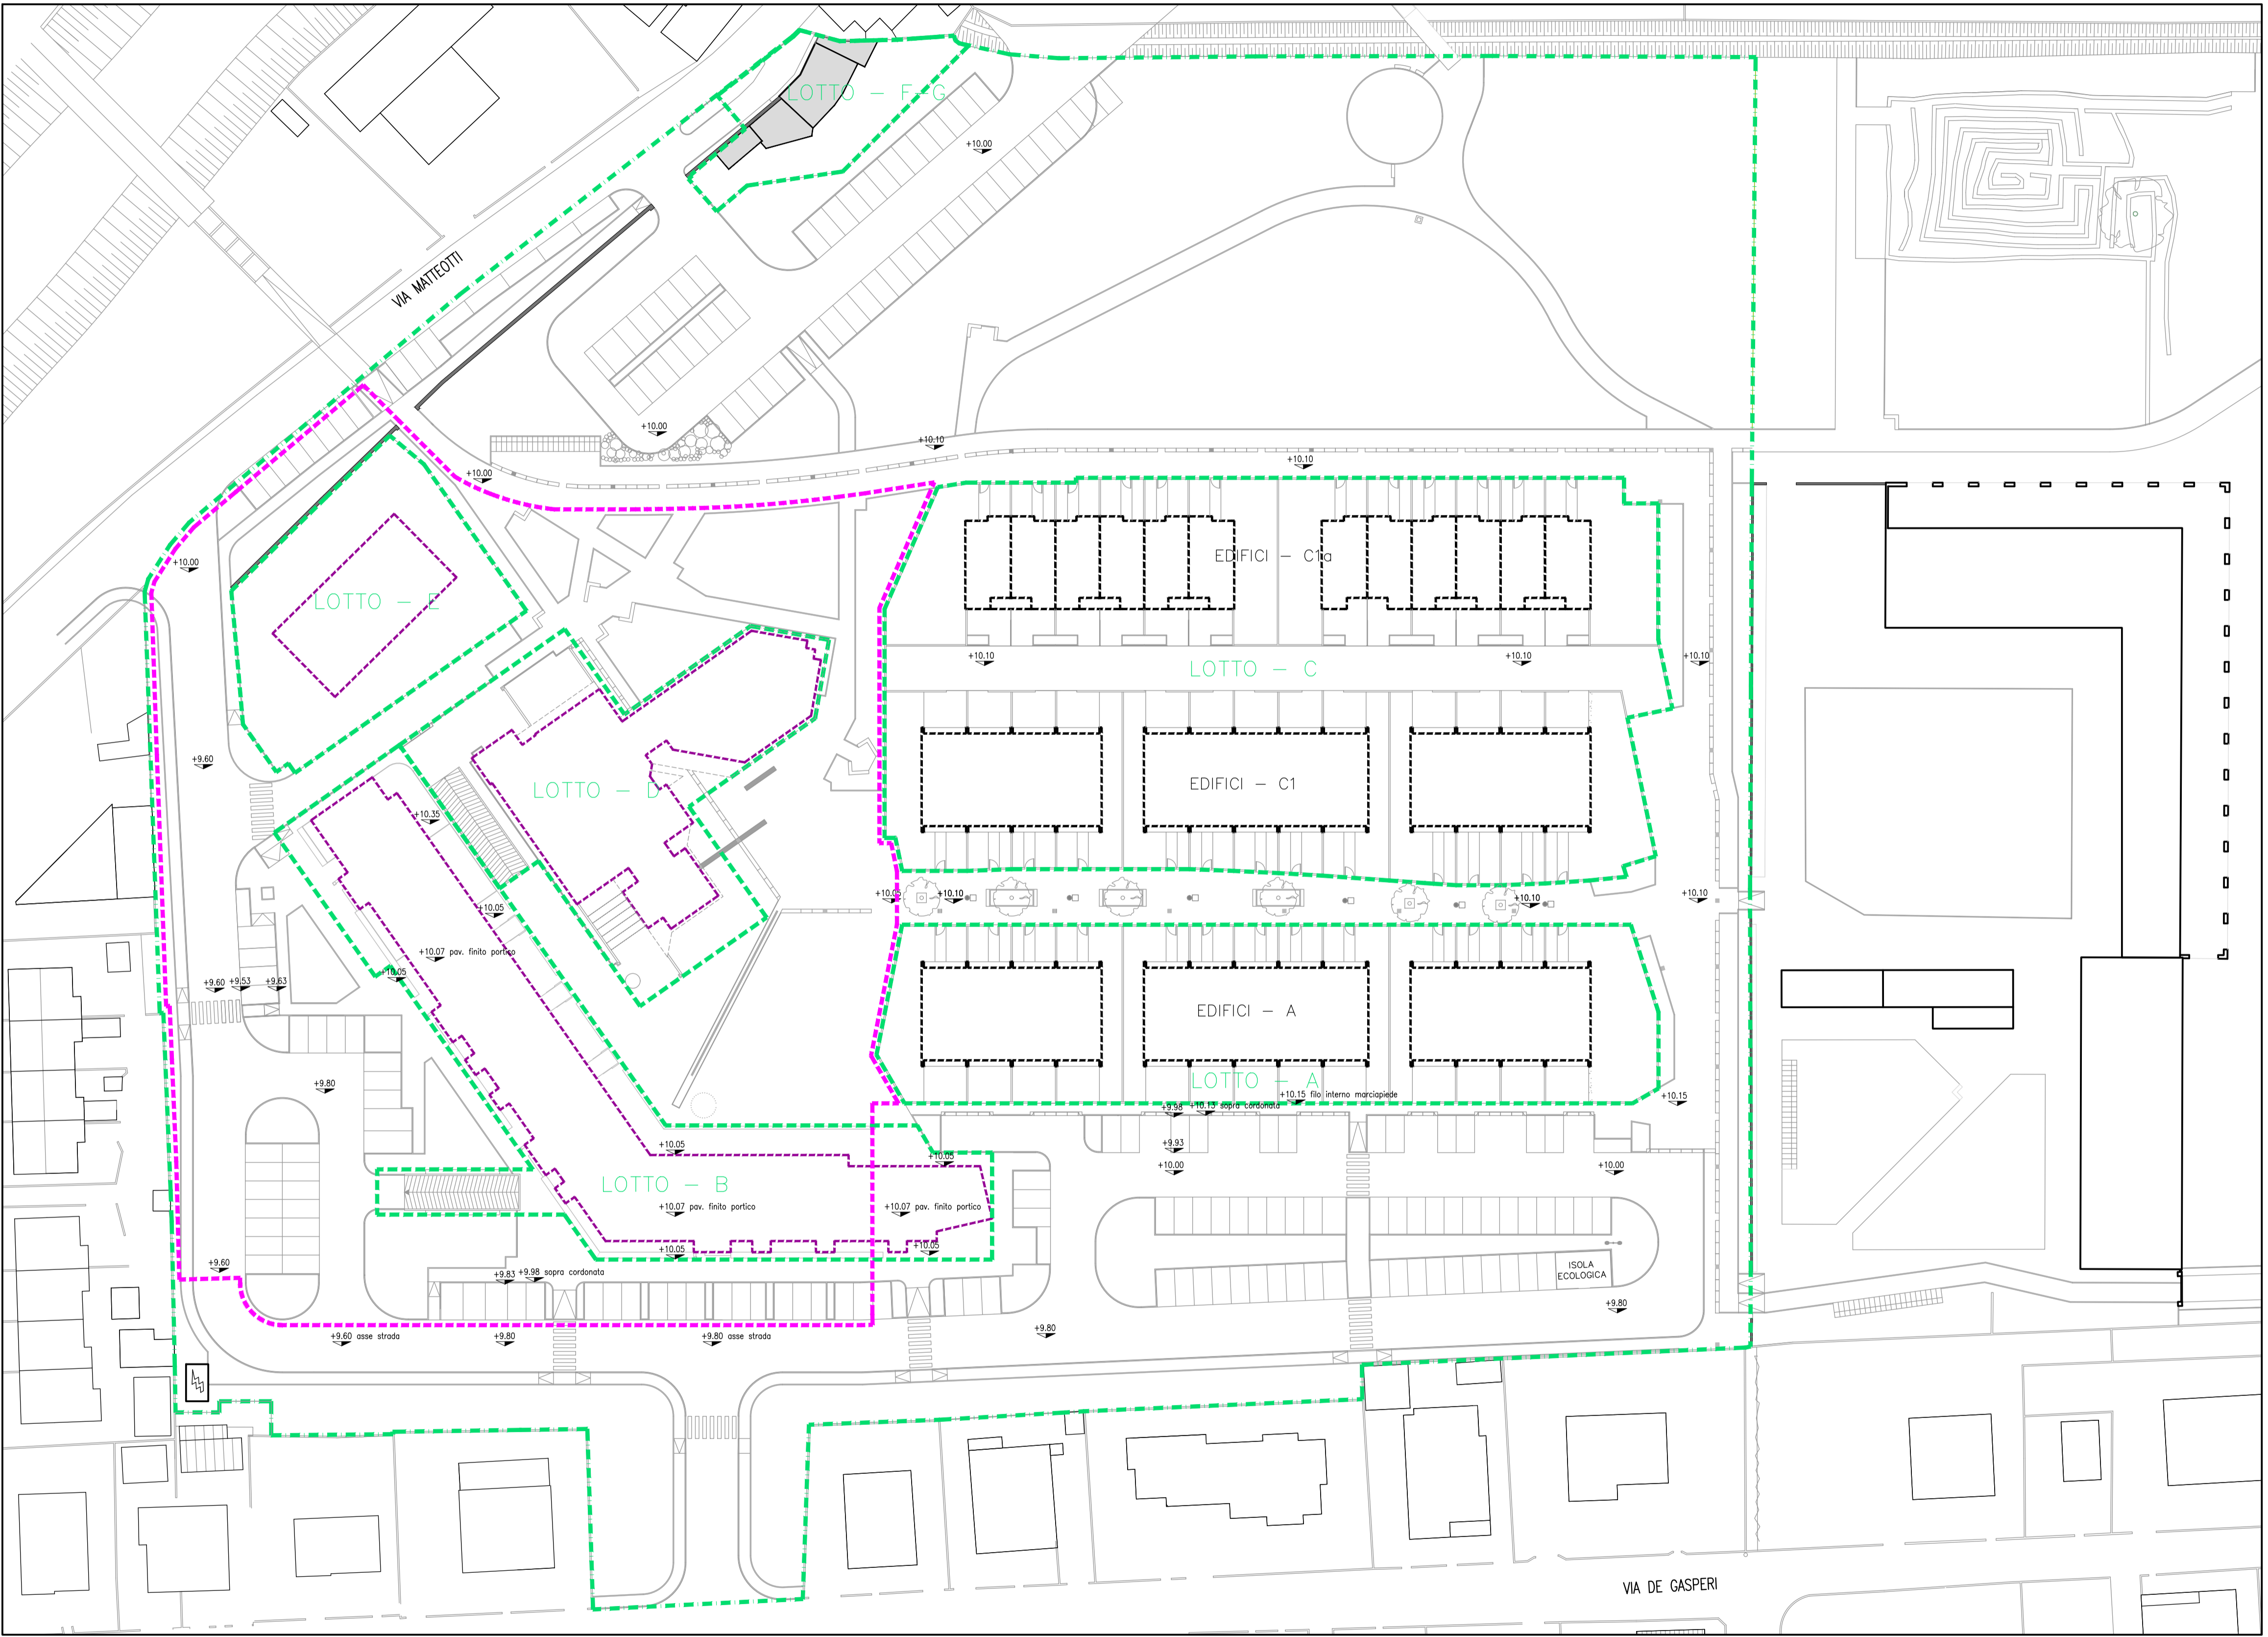 LOTTO - F-G
+10.00
VIA MATTEOTTI
+10.00
+10.10
+10.10
+10.00
+10.00
EDIFICI - C1a
LOTTO - E
+10.10
+10.10
+10.10
LOTTO - C
+9.60
LOTTO - D
EDIFICI - C1
+10.35
+10.10
+10.10
+10.10
+10.05
+10.07 pav. finito portico
+10.05
+9.60
+9.53
+9.63
EDIFICI - A
+9.80
LOTTO - A
+10.15 filo interno marciapiede
+10.15
+9.98
+10.13 sopra cordonata
+9.93
+10.05
+10.05
+10.00
+10.00
LOTTO - B
+10.07 pav. finito portico
+10.07 pav. finito portico
+10.05
+10.05
+9.60
ISOLA
ECOLOGICA
+9.83
+9.98 sopra cordonata
+9.80
+9.60 asse strada
+9.80
+9.80 asse strada
+9.80
VIA DE GASPERI